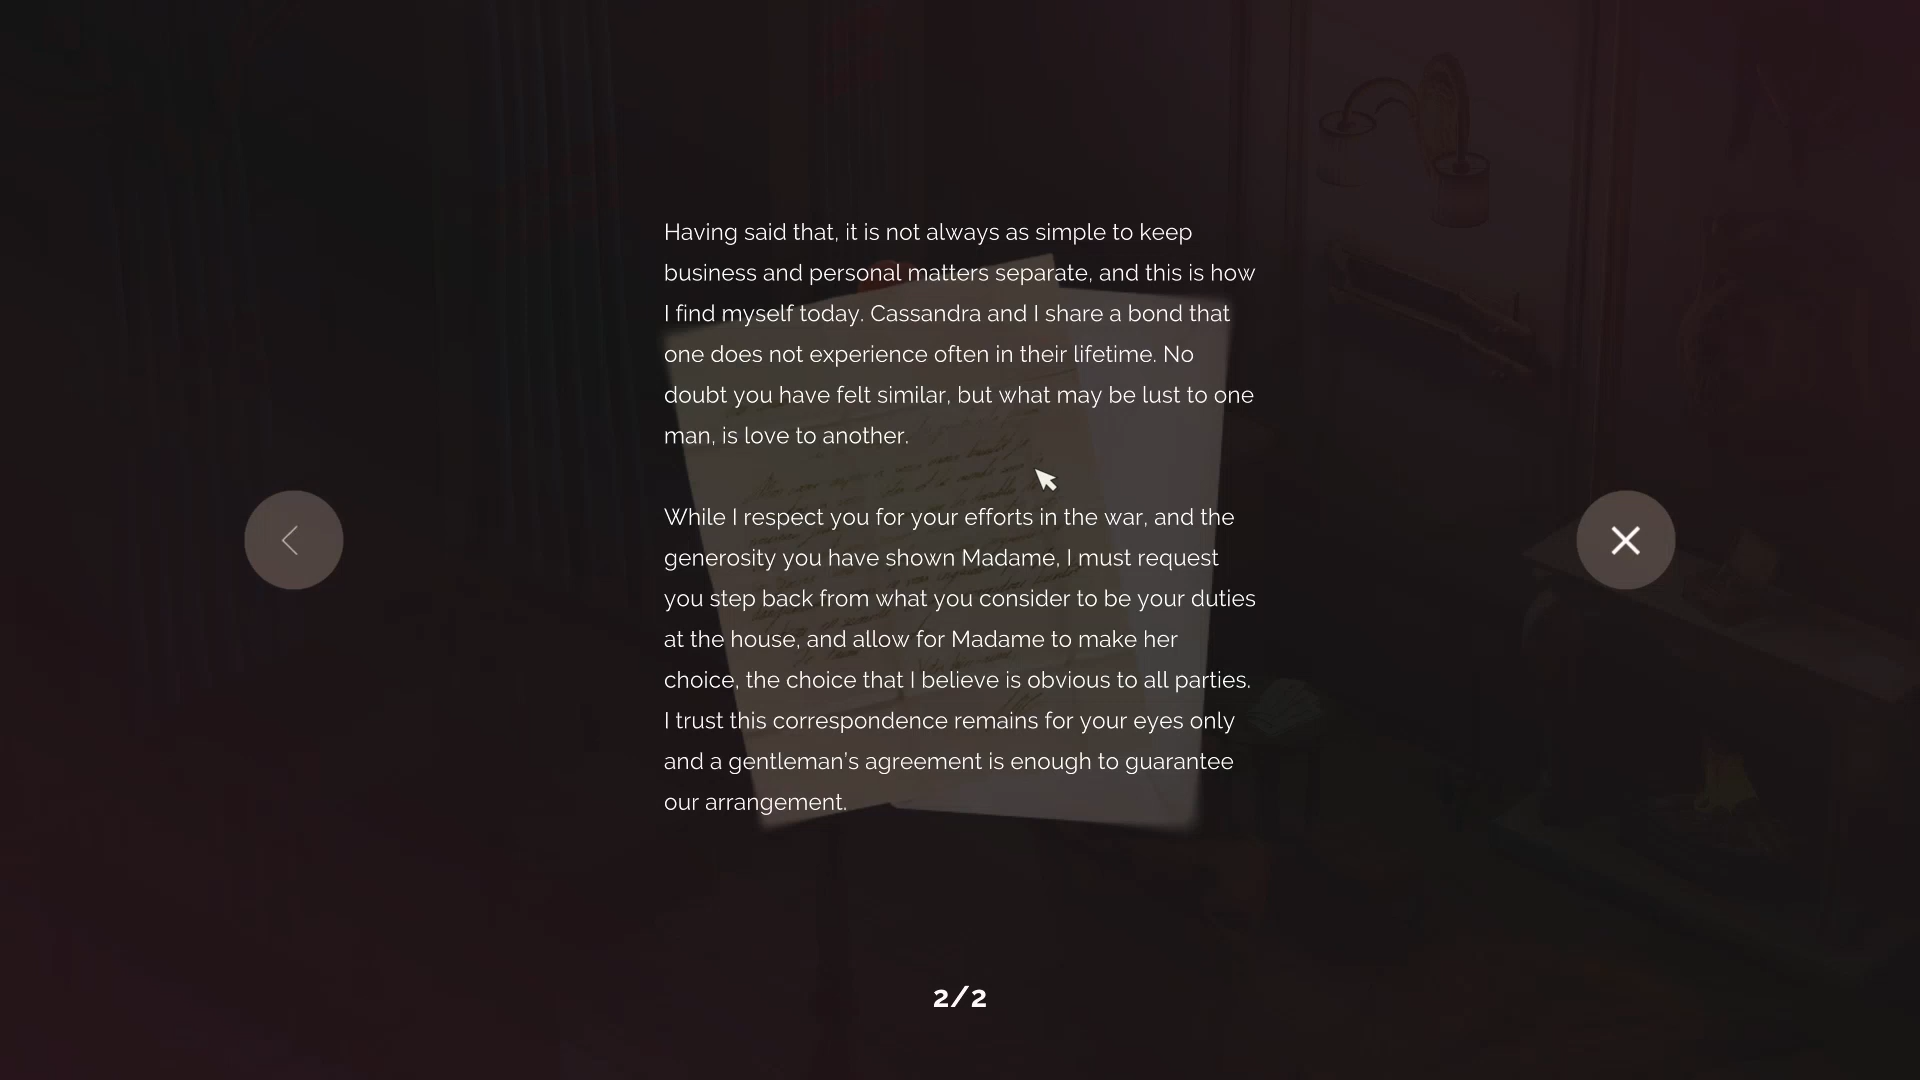 Having said that, it is not always as simple to keep
business and personal matters separate, and this is how
I find myself today. Cassandra and I share a bond that
one does not experience often in their lifetime. No
doubt you have felt similar, but what may be lust to one
man, is love to another.
While I respect you for your efforts in the war, and the
generosity you have shown Madame, I must request
you step back from what you consider to be your duties
at the house, and allow for Madame to make her
choice, the choice that I believe is obvious to all parties.
I trust this correspondence remains for your eyes only
and a gentleman's agreement is enough to guarantee
our arrangement.
2/2